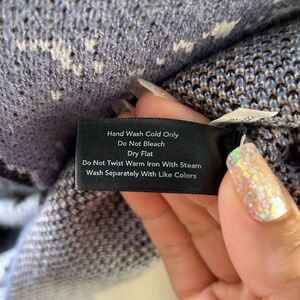 Hand Wash Cold Only
Do Not Bleach
Dry Flat
Do Not Twist Warm Iron With Steam
Wash Separately With Like Colors